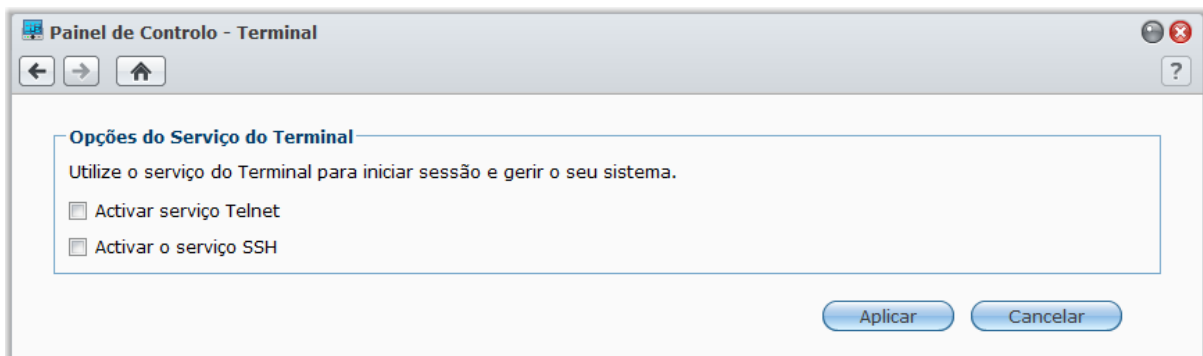 Painel de Controlo - Terminal
?
Opções do Serviço do Terminal
Utilize o serviço do Terminal para iniciar sessão e gerir o seu sistema.
Activar serviço Telnet
Activar o serviço SSH
Aplicar Cancelar